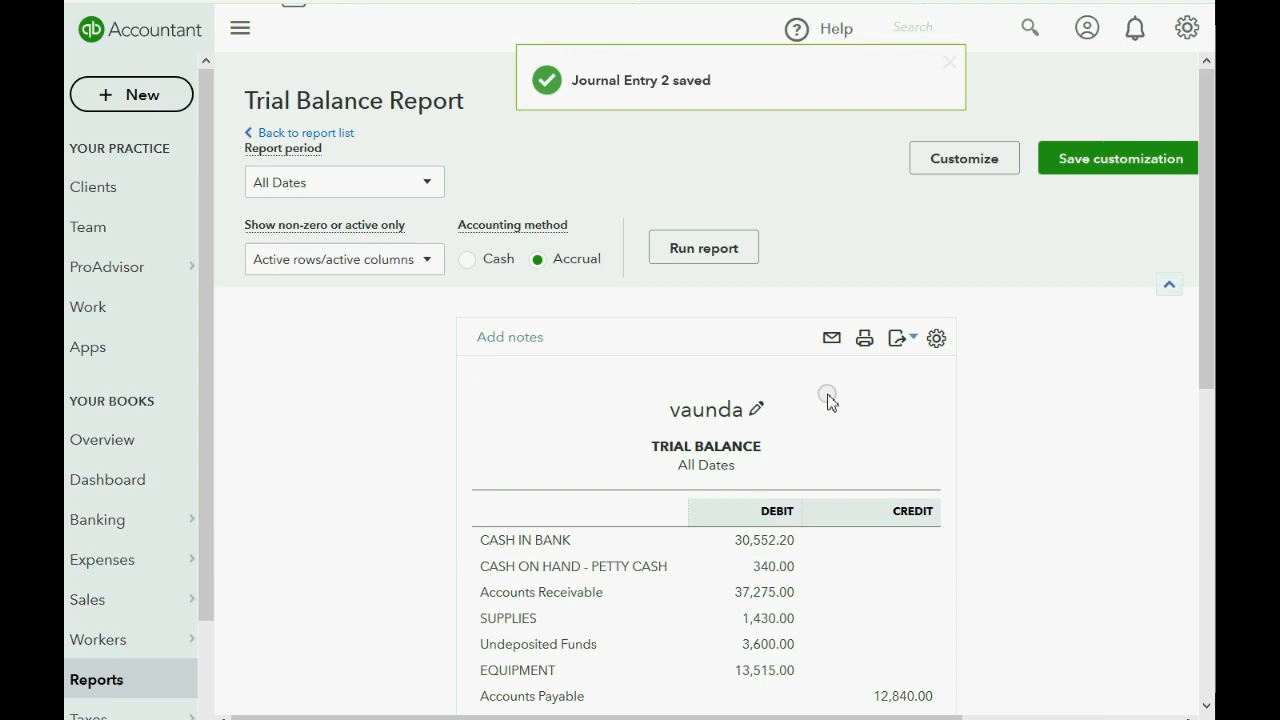 qb Accountant
Help
Search
Journal Entry 2 saved
+ New
Trial Balance Report
Back to report list
Report period
All Dates
Customize
Save customization
Show non-zero or active only
Accounting method
Active rows/active columns
Cash
Accrual
Run report
YOUR PRACTICE
Clients
Team
ProAdvisor
Work
Apps
YOUR BOOKS
Overview
Dashboard
Banking
Expenses
Sales
Workers
Reports
Taxes
Add notes
vaunda
TRIAL BALANCE
All Dates
DEBIT CREDIT
CASH IN BANK 30,552.20
CASH ON HAND - PETTY CASH 340.00
Accounts Receivable 37,275.00
SUPPLIES 1,430.00
Undeposited Funds 3,600.00
EQUIPMENT 13,515.00
Accounts Payable 12,840.00